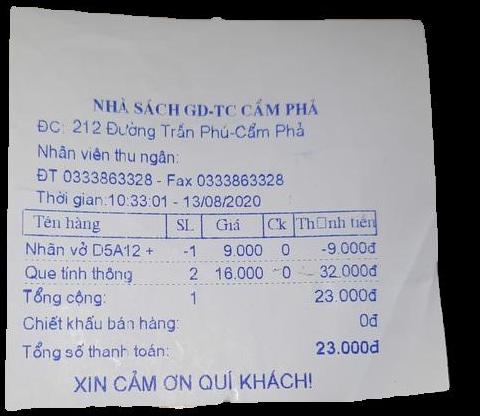 NHÀ SÁCH GD-TC CẨM PHẢ
ĐC: 212 Đường Trần Phú-Cẩm Phả
Nhân viên thu ngân:
ĐT 0333863328 - Fax 0333863328
Thời gian:10:33:01 - 13/08/2020
Tên hàng SL Giá Ck Th□nh tiền
Nhãn vở D5A12 + -1 9.000 0 -9.000đ
Que tính thông 2 16.000 0 32.000đ
Tổng cộng: 1 23.000đ
Chiết khấu bán hàng: 0đ
Tổng số thanh toán: 23.000đ
XIN CẢM ƠN QUÍ KHÁCH!